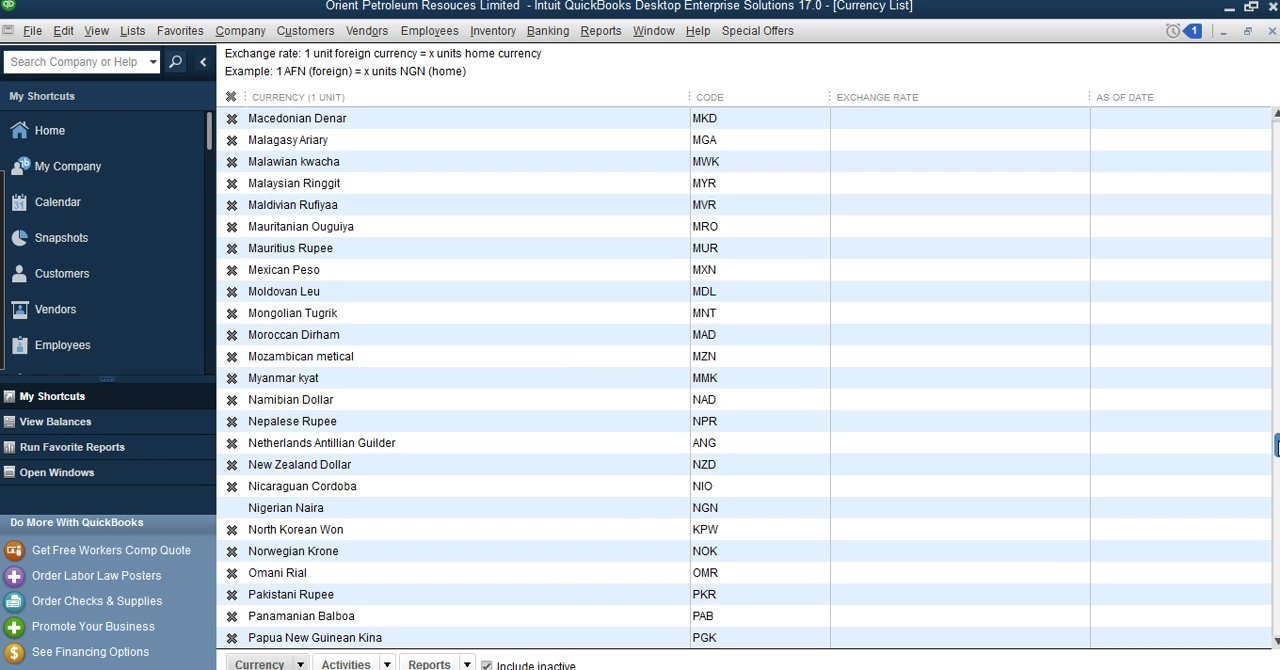 Orient Petroleum Resouces Limited - Intuit QuickBooks Desktop Enterprise Solutions 17.0 - [Currency List]
File Edit View Lists Favorites Company Customers Vendors Employees Inventory Banking Reports Window Help Special Offers 1
Search Company or Help
My Shortcuts
Home
My Company
31 Calendar
Snapshots
Customers
Vendors
Employees
My Shortcuts
View Balances
Run Favorite Reports
Open Windows
Do More With QuickBooks
Get Free Workers Comp Quote
Order Labor Law Posters
Order Checks & Supplies
Promote Your Business
See Financing Options
Exchange rate: 1 unit foreign currency = x units home currency
Example: 1 AFN (foreign) = x units NGN (home)
CURRENCY (1 UNIT) CODE EXCHANGE RATE AS OF DATE
Macedonian Denar MKD
Malagasy Ariary MGA
Malawian kwacha MWK
Malaysian Ringgit MYR
Maldivian Rufiyaa MVR
Mauritanian Ouguiya MRO
Mauritius Rupee MUR
Mexican Peso MXN
Moldovan Leu MDL
Mongolian Tugrik MNT
Moroccan Dirham MAD
Mozambican metical MZN
Myanmar kyat MMK
Namibian Dollar NAD
Nepalese Rupee NPR
Netherlands Antillian Guilder ANG
New Zealand Dollar NZD
Nicaraguan Cordoba NIO
Nigerian Naira NGN
North Korean Won KPW
Norwegian Krone NOK
Omani Rial OMR
Pakistani Rupee PKR
Panamanian Balboa PAB
Papua New Guinean Kina PGK
Currency Activities Reports Include inactive